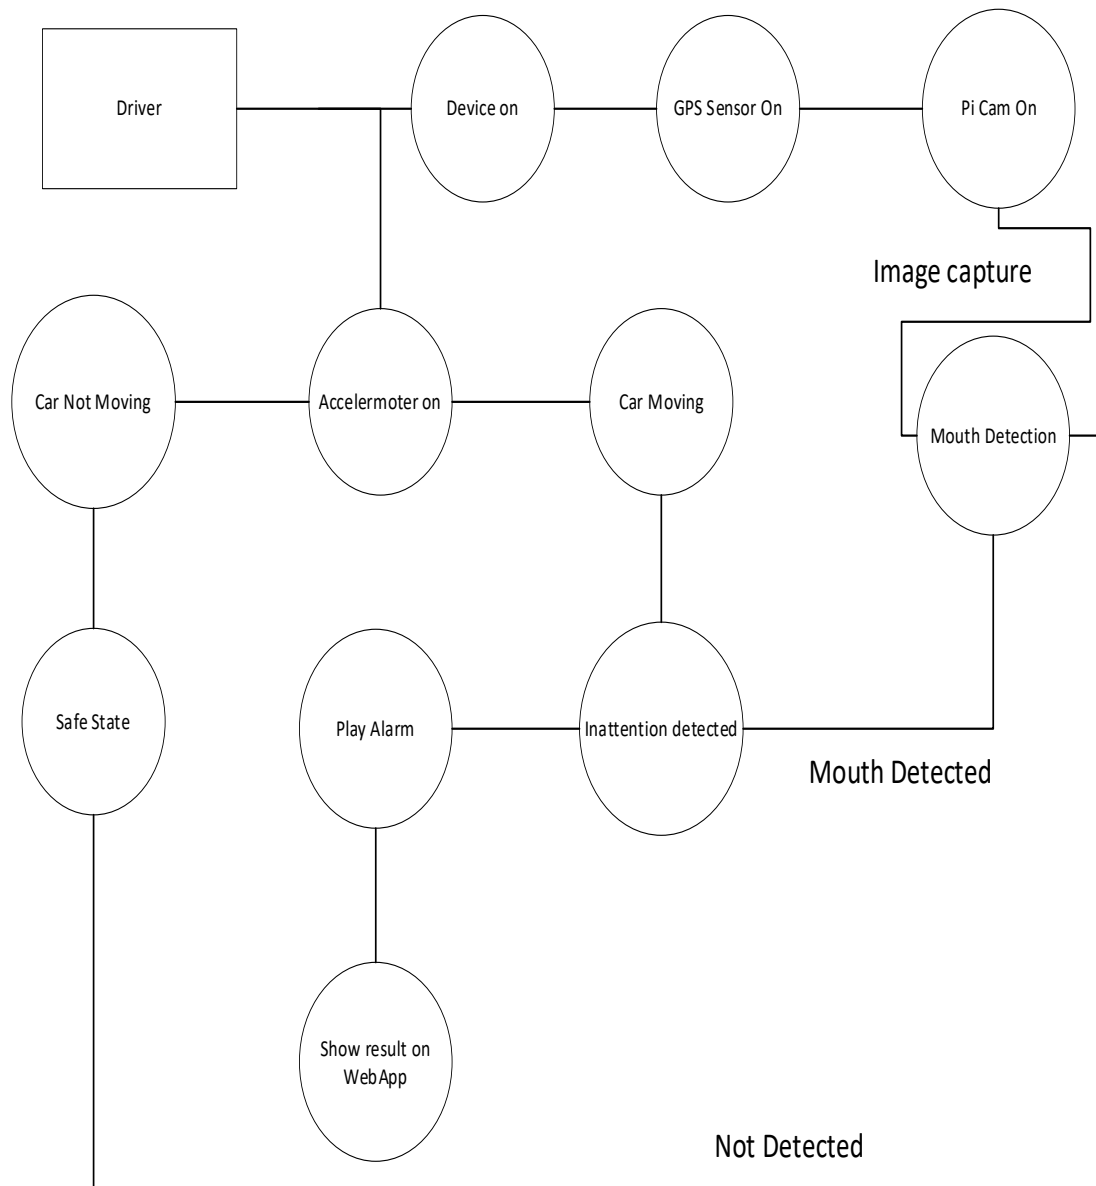 Driver
Device on
GPS Sensor On
Pi Cam On
Image capture
Car Not Moving
Accelermoter on
Car Moving
Mouth Detection
Safe State
Play Alarm
Inattention detected
Mouth Detected
Show result on
WebApp
Not Detected